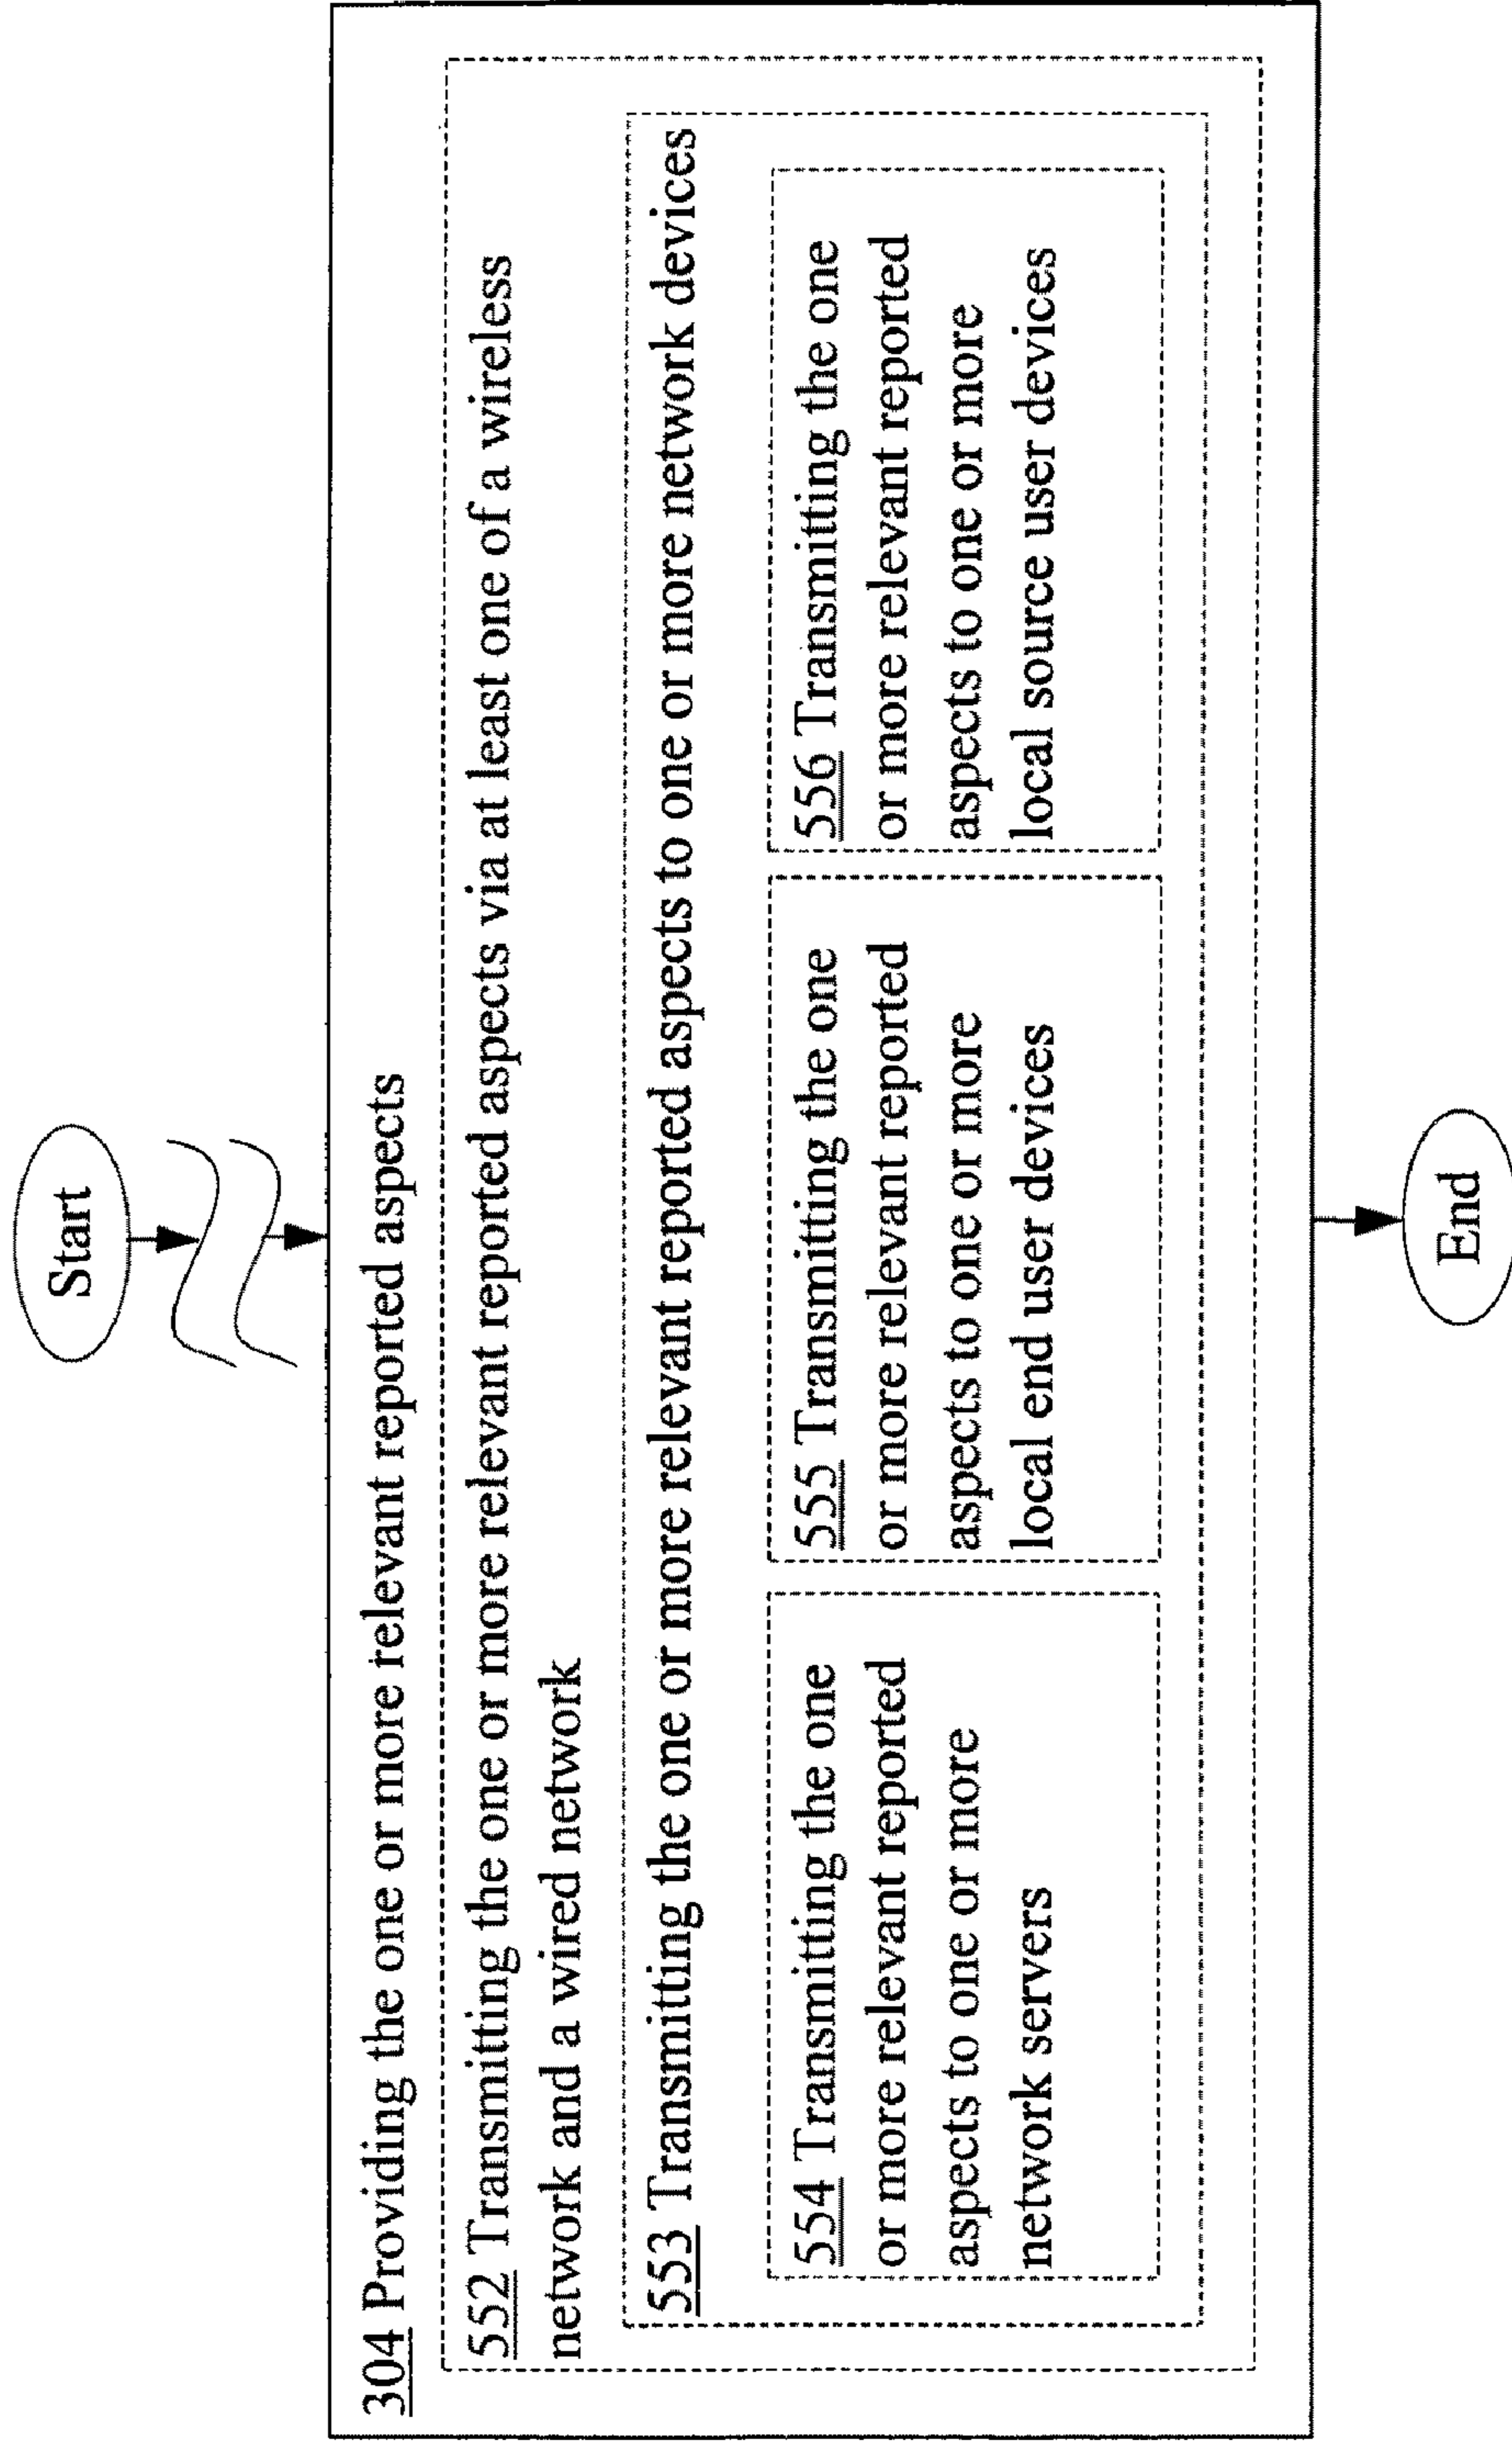 Start
304 Providing the one or more relevant reported aspects
552 Transmitting the one or more relevant reported aspects via at least one of a wireless
network and a wired network
553 Transmitting the one or more relevant reported aspects to one or more network devices
554 Transmitting the one
or more relevant reported
aspects to one or more
network servers
555 Transmitting the one
or more relevant reported
aspects to one or more
local end user devices
556 Transmitting the one
or more relevant reported
aspects to one or more
local source user devices
End